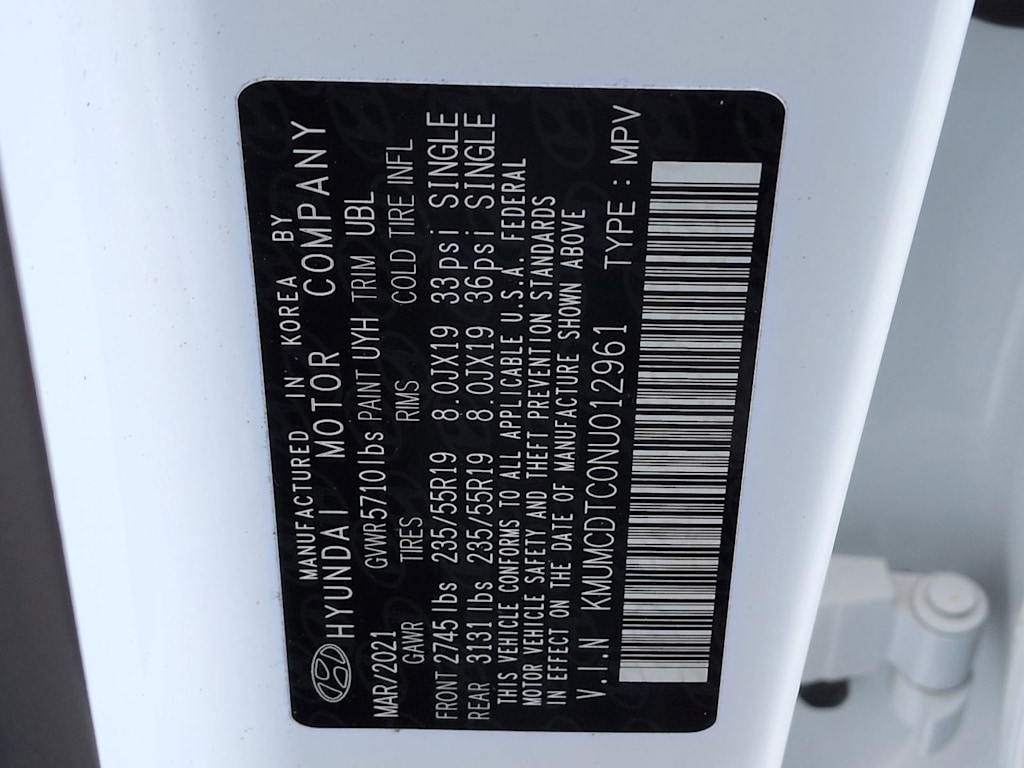 MANUFACTURED IN KOREA BY
HYUNDAI MOTOR COMPANY
MAR/2021 GVWR5710lbs PAINT UYH TRIM UBL
GAWR TIRES RIMS COLD TIRE INFL
FRONT 2745lbs 235/55R19 8.0JX19 33psi SINGLE
REAR 3131lbs 235/55R19 8.0JX19 36psi SINGLE
THIS VEHICLE CONFORMS TO ALL APPLICABLE U.S.A. FEDERAL
MOTOR VEHICLE SAFETY AND THEFT PREVENTION STANDARDS
IN EFFECT ON THE DATE OF MANUFACTURE SHOWN ABOVE
V.I.N KMUMCDTC0NU012961 TYPE : MPV